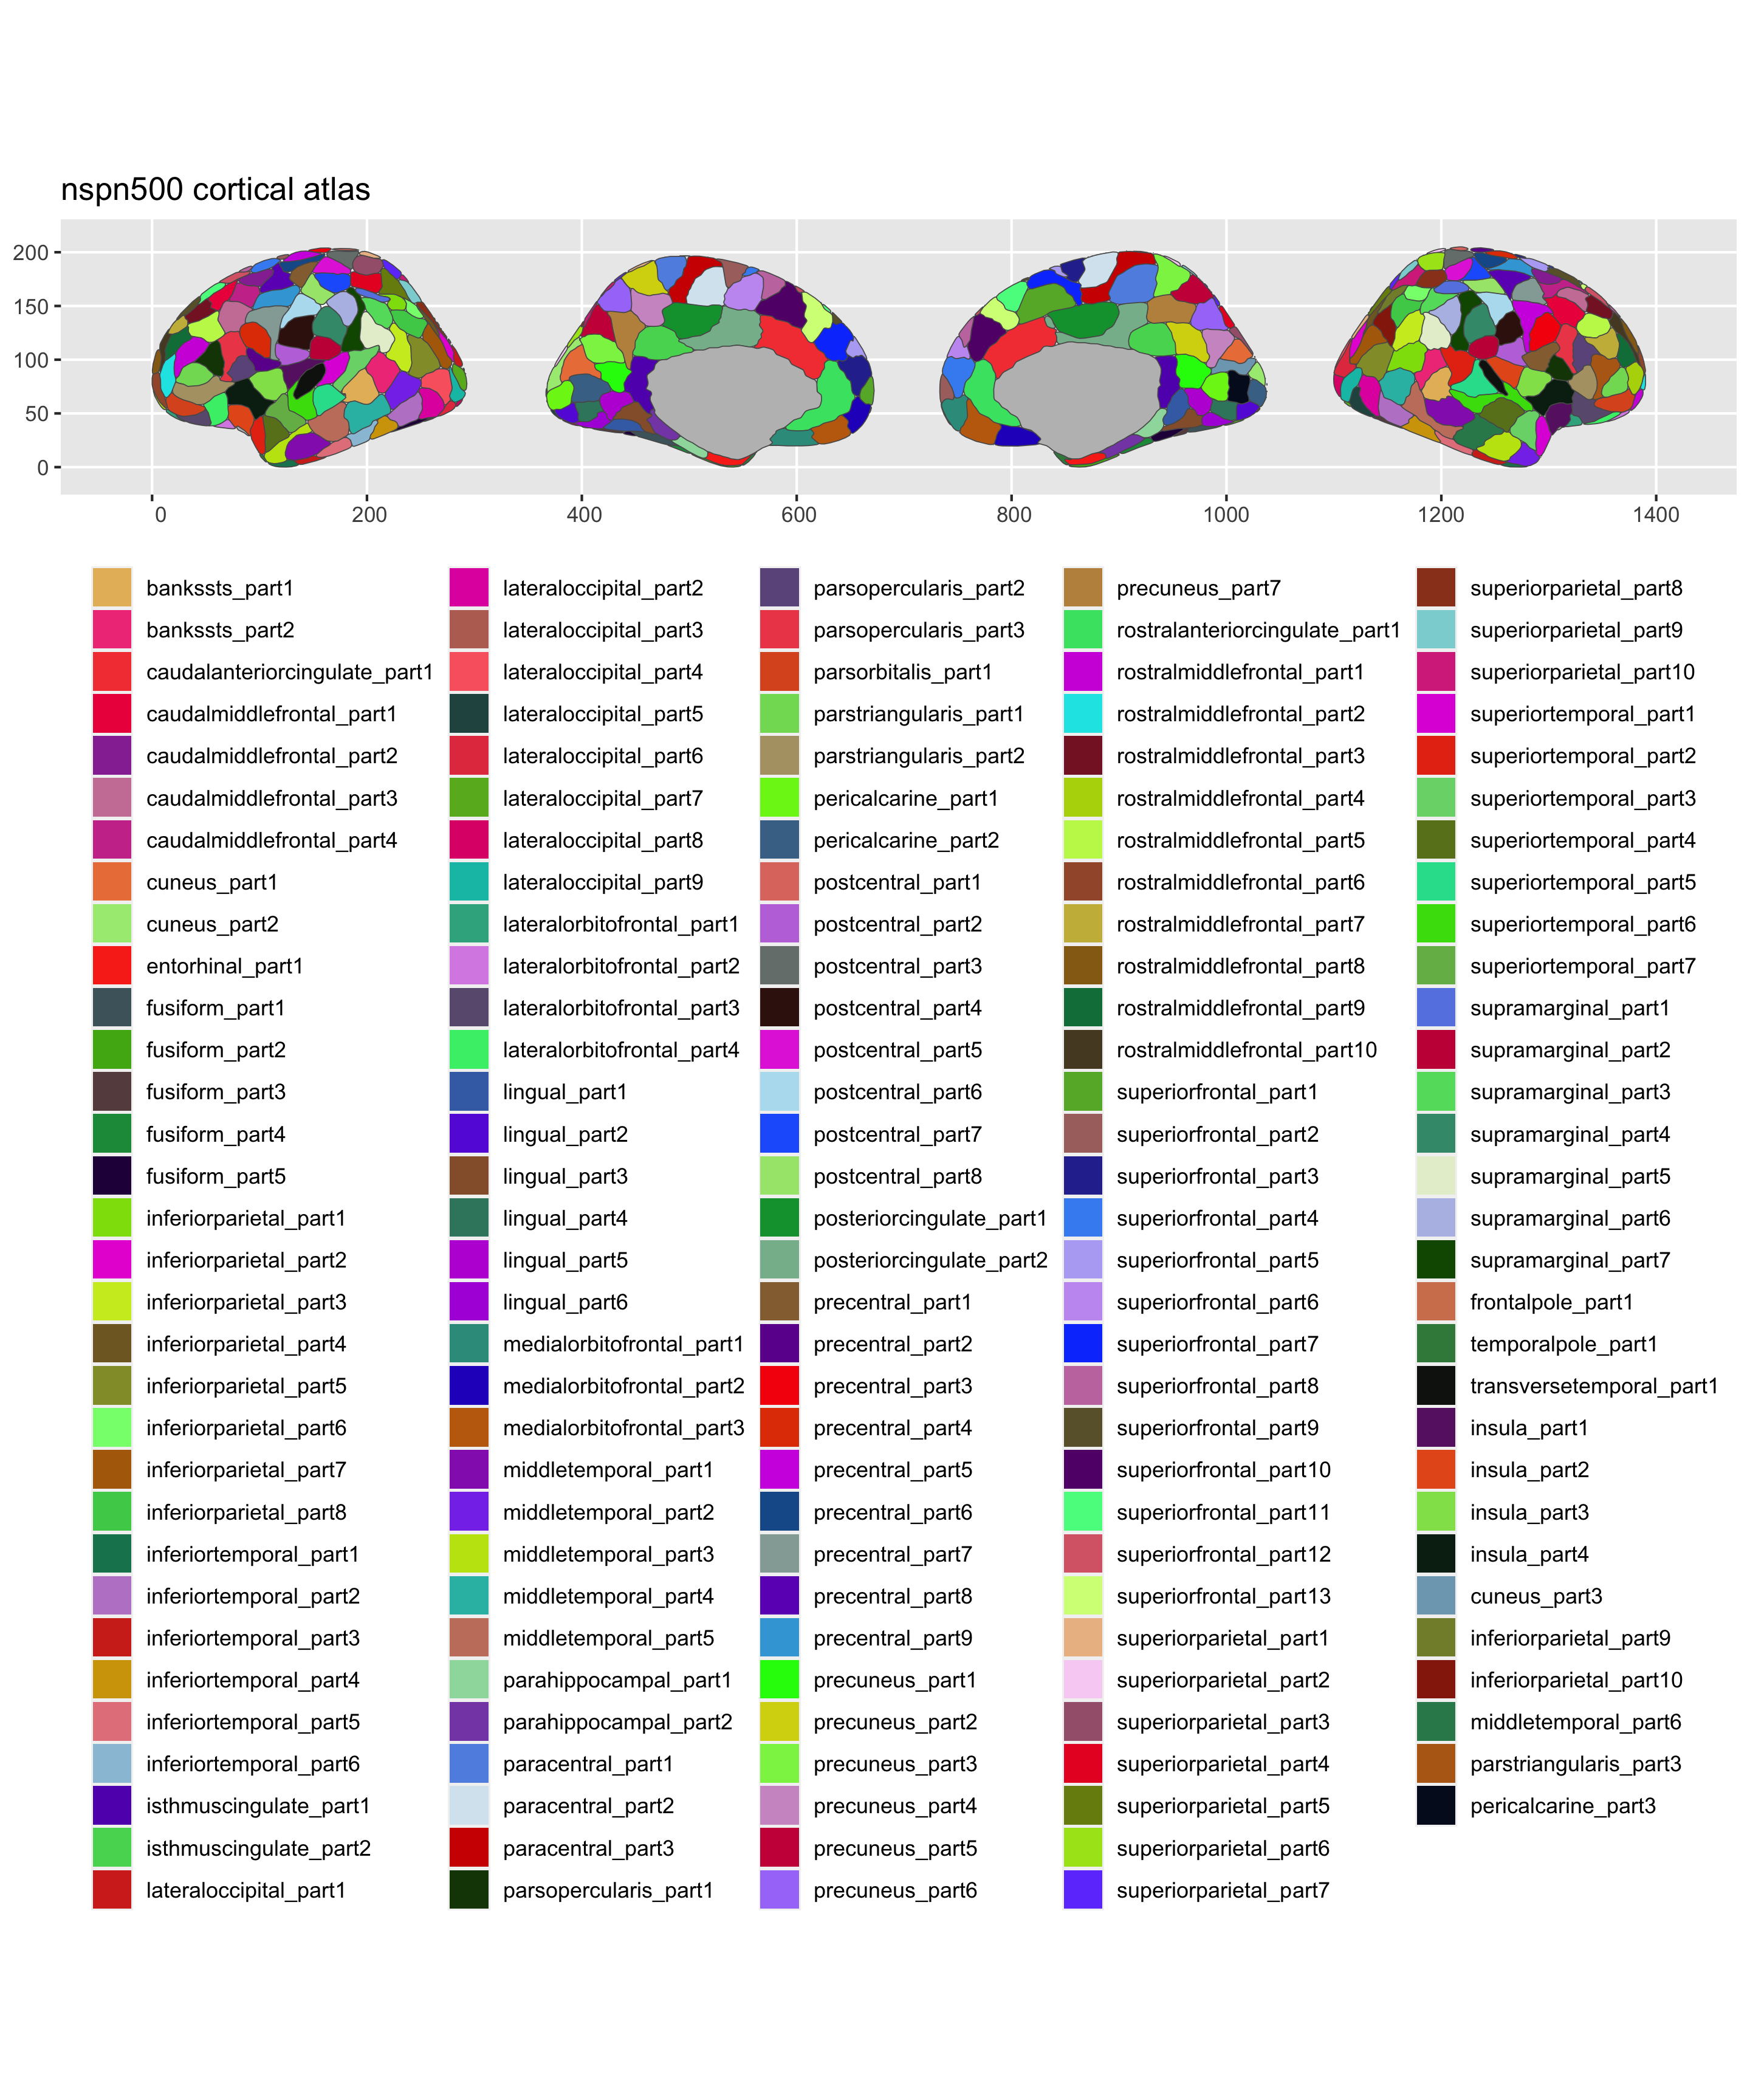 nspn500 cortical atlas
200
150
100
50
0
0 200 400 600 800 1000 1200 1400
bankssts_part1
bankssts_part2
caudalanteriorcingulate_part1
caudalmiddlefrontal_part1
caudalmiddlefrontal_part2
caudalmiddlefrontal_part3
caudalmiddlefrontal_part4
cuneus_part1
cuneus_part2
entorhinal_part1
fusiform_part1
fusiform_part2
fusiform_part3
fusiform_part4
fusiform_part5
inferiorparietal_part1
inferiorparietal_part2
inferiorparietal_part3
inferiorparietal_part4
inferiorparietal_part5
inferiorparietal_part6
inferiorparietal_part7
inferiorparietal_part8
inferiortemporal_part1
inferiortemporal_part2
inferiortemporal_part3
inferiortemporal_part4
inferiortemporal_part5
inferiortemporal_part6
isthmuscingulate_part1
isthmuscingulate_part2
lateraloccipital_part1
lateraloccipital_part2
lateraloccipital_part3
lateraloccipital_part4
lateraloccipital_part5
lateraloccipital_part6
lateraloccipital_part7
lateraloccipital_part8
lateraloccipital_part9
lateralorbitofrontal_part1
lateralorbitofrontal_part2
lateralorbitofrontal_part3
lateralorbitofrontal_part4
lingual_part1
lingual_part2
lingual_part3
lingual_part4
lingual_part5
lingual_part6
medialorbitofrontal_part1
medialorbitofrontal_part2
medialorbitofrontal_part3
middletemporal_part1
middletemporal_part2
middletemporal_part3
middletemporal_part4
middletemporal_part5
parahippocampal_part1
parahippocampal_part2
paracentral_part1
paracentral_part2
paracentral_part3
parsopercularis_part1
parsopercularis_part2
parsopercularis_part3
parsorbitalis_part1
parstriangularis_part1
parstriangularis_part2
pericalcarine_part1
pericalcarine_part2
postcentral_part1
postcentral_part2
postcentral_part3
postcentral_part4
postcentral_part5
postcentral_part6
postcentral_part7
postcentral_part8
posteriorcingulate_part1
posteriorcingulate_part2
precentral_part1
precentral_part2
precentral_part3
precentral_part4
precentral_part5
precentral_part6
precentral_part7
precentral_part8
precentral_part9
precuneus_part1
precuneus_part2
precuneus_part3
precuneus_part4
precuneus_part5
precuneus_part6
precuneus_part7
rostralanteriorcingulate_part1
rostralmiddlefrontal_part1
rostralmiddlefrontal_part2
rostralmiddlefrontal_part3
rostralmiddlefrontal_part4
rostralmiddlefrontal_part5
rostralmiddlefrontal_part6
rostralmiddlefrontal_part7
rostralmiddlefrontal_part8
rostralmiddlefrontal_part9
rostralmiddlefrontal_part10
superiorfrontal_part1
superiorfrontal_part2
superiorfrontal_part3
superiorfrontal_part4
superiorfrontal_part5
superiorfrontal_part6
superiorfrontal_part7
superiorfrontal_part8
superiorfrontal_part9
superiorfrontal_part10
superiorfrontal_part11
superiorfrontal_part12
superiorfrontal_part13
superiorparietal_part1
superiorparietal_part2
superiorparietal_part3
superiorparietal_part4
superiorparietal_part5
superiorparietal_part6
superiorparietal_part7
superiorparietal_part8
superiorparietal_part9
superiorparietal_part10
superiortemporal_part1
superiortemporal_part2
superiortemporal_part3
superiortemporal_part4
superiortemporal_part5
superiortemporal_part6
superiortemporal_part7
supramarginal_part1
supramarginal_part2
supramarginal_part3
supramarginal_part4
supramarginal_part5
supramarginal_part6
supramarginal_part7
frontalpole_part1
temporalpole_part1
transversetemporal_part1
insula_part1
insula_part2
insula_part3
insula_part4
cuneus_part3
inferiorparietal_part9
inferiorparietal_part10
middletemporal_part6
parstriangularis_part3
pericalcarine_part3